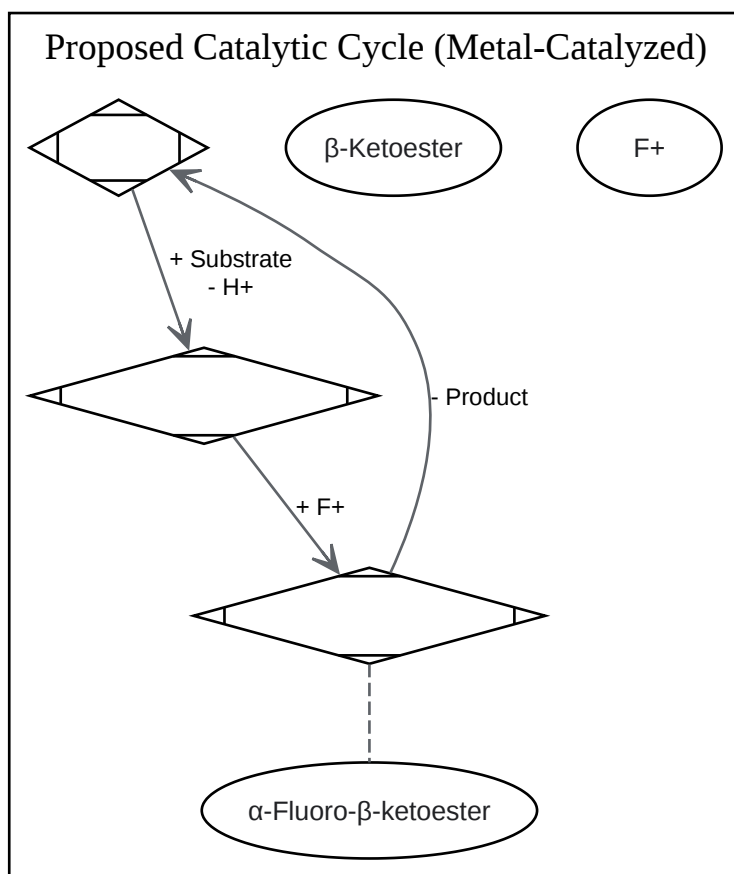 Proposed Catalytic Cycle (Metal-Catalyzed)
β-Ketoester
F+
+ Substrate
- H+
- Product
+ F+
α-Fluoro-β-ketoester